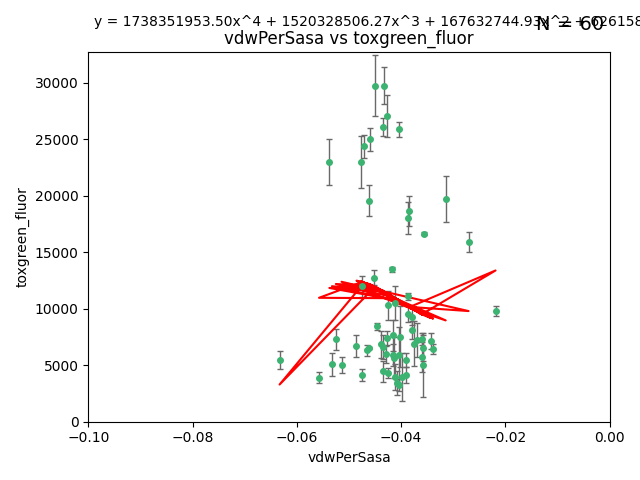 y = 1738351953.50x^4 + 1520328506.27x^3 + 167632744.93x^2 + 626158
N = 60
vdwPerSasa vs toxgreen_fluor
30000
25000
20000
15000
10000
5000
0
toxgreen_fluor
−0.10 −0.08 −0.06 −0.04 −0.02 0.00
vdwPerSasa